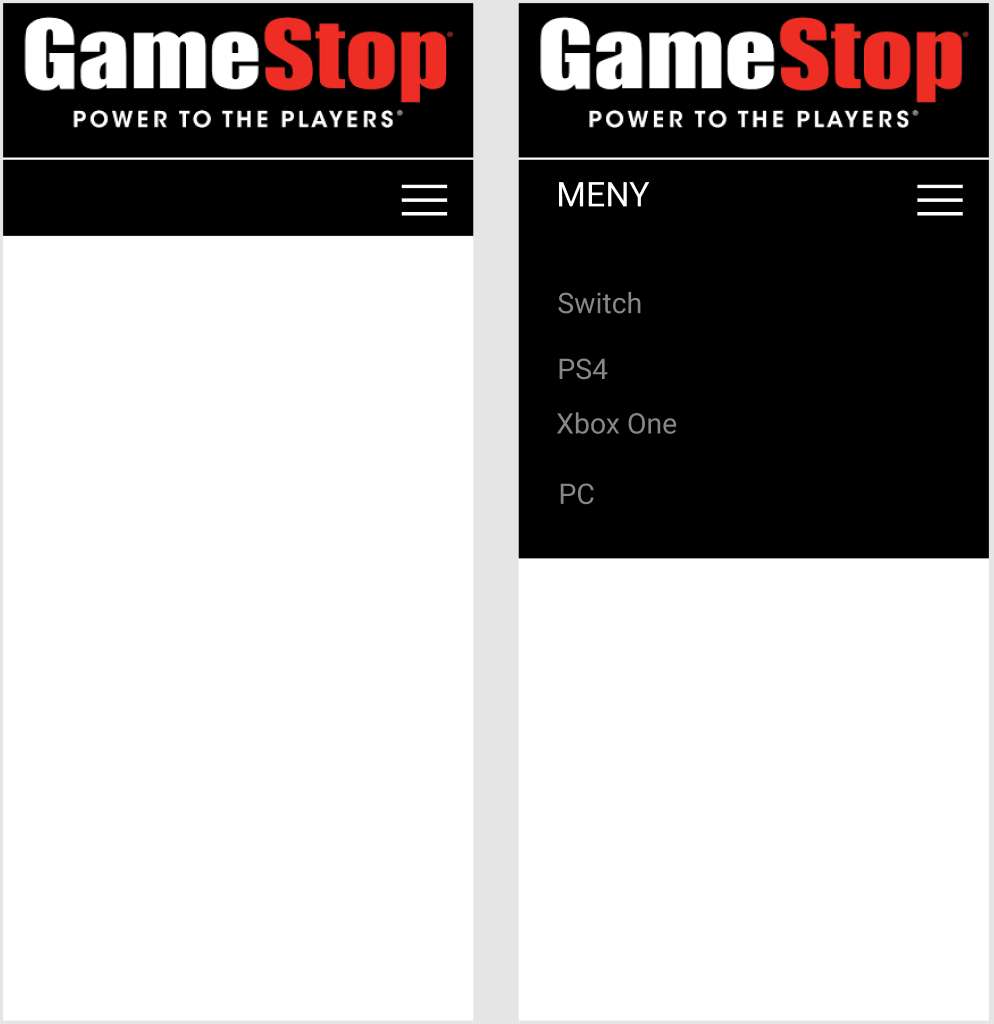 GameStop
POWER TO THE PLAYERS®
GameStop
POWER TO THE PLAYERS®
MENY
Switch
PS4
Xbox One
PC